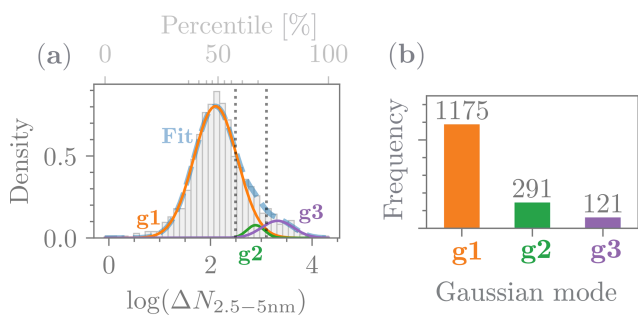 Percentile [%]
0 50 100
(a)
Density
0.5
0.0
Fit
g1
g2
g3
0 2 4
log(ΔN2.5−5nm)
(b)
Frequency
1175
291
121
g1 g2 g3
Gaussian mode